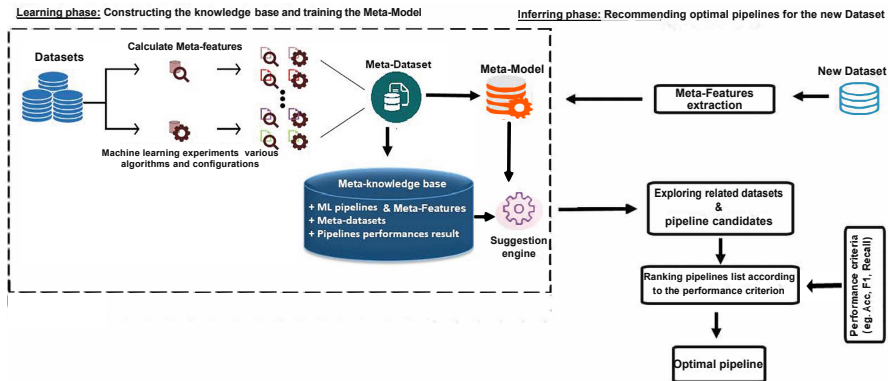 Learning phase: Constructing the knowledge base and training the Meta-Model
Inferring phase: Recommending optimal pipelines for the new Dataset
Datasets
Calculate Meta-features
Machine learning experiments various
algorithms and configurations
Meta-Dataset
Meta-Model
Meta-Features
extraction
New Dataset
Meta-knowledge base
+ ML pipelines & Meta-Features
+ Meta-datasets
+ Pipelines performances result
Suggestion
engine
Exploring related datasets
&
pipeline candidates
Ranking pipelines list according
to the performance criterion
Performance criteria
(eg. Acc, F1, Recall)
Optimal pipeline